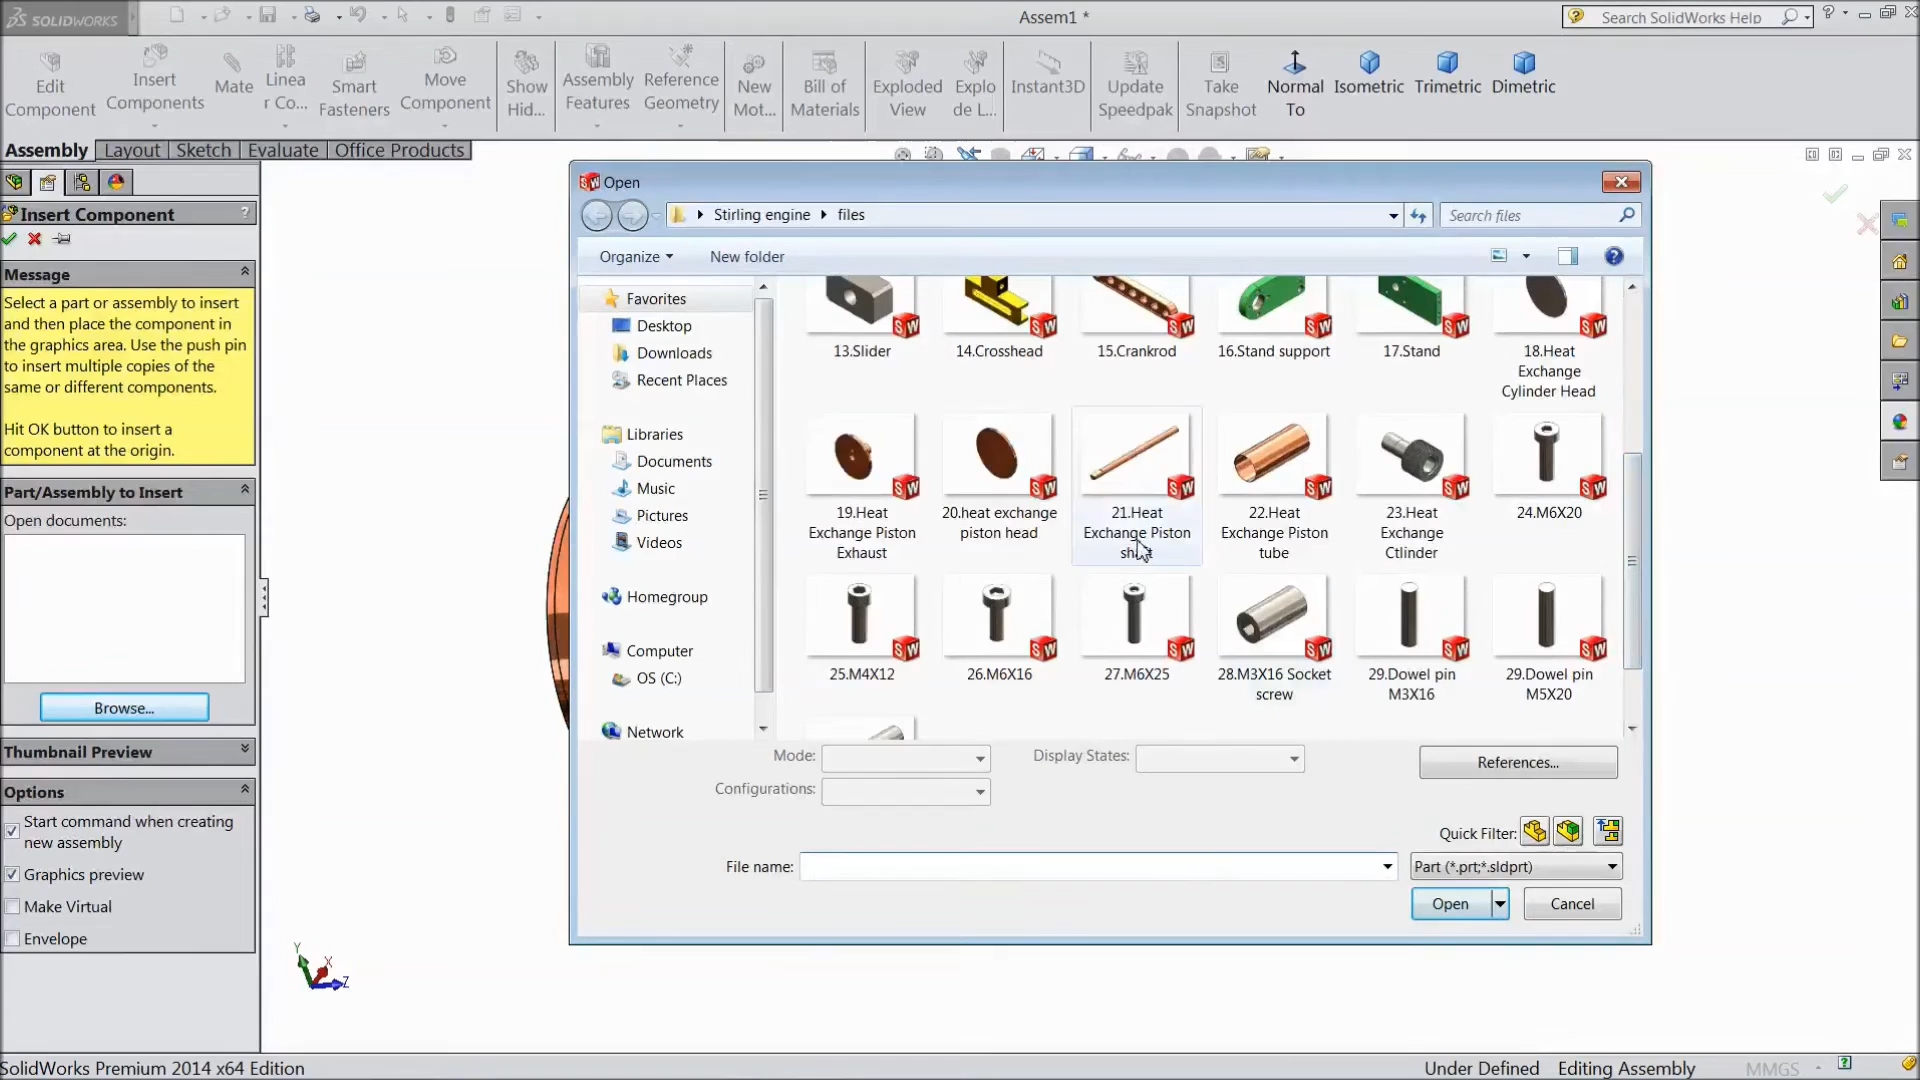 SOLIDWORKS
Assem1 *
Search SolidWorks Help
Edit Component
Insert Components
Mate
Linea r Co...
Smart Fasteners
Move Component
Show Hid...
Assembly Features
Reference Geometry
New Mot...
Bill of Materials
Exploded View
Explo de L...
Instant3D
Update Speedpak
Take Snapshot
Normal To
Isometric
Trimetric
Dimetric
Assembly
Layout
Sketch
Evaluate
Office Products
Insert Component
?
Message
Select a part or assembly to insert
and then place the component in
the graphics area. Use the push pin
to insert multiple copies of the
same or different components.
Hit OK button to insert a
component at the origin.
Part/Assembly to Insert
Open documents:
Browse...
Thumbnail Preview
Options
Start command when creating
new assembly
Graphics preview
Make Virtual
Envelope
Open
Stirling engine
files
Search files
Organize
New folder
Favorites
Desktop
Downloads
Recent Places
Libraries
Documents
Music
Pictures
Videos
Homegroup
Computer
OS (C:)
Network
13.Slider
14.Crosshead
15.Crankrod
16.Stand support
17.Stand
18.Heat
Exchange
Cylinder Head
19.Heat
Exchange Piston
Exhaust
20.heat exchange
piston head
21.Heat
Exchange Piston
22.Heat
Exchange Piston
tube
23.Heat
Exchange
Ctlinder
24.M6X20
25.M4X12
26.M6X16
27.M6X25
28.M3X16 Socket
screw
29.Dowel pin
M3X16
29.Dowel pin
M5X20
Mode:
Display States:
References...
Configurations:
Quick Filter:
File name:
Part (*.prt;*.sldprt)
Open
Cancel
Y
X
Z
SolidWorks Premium 2014 x64 Edition
Under Defined
Editing Assembly
MMGS